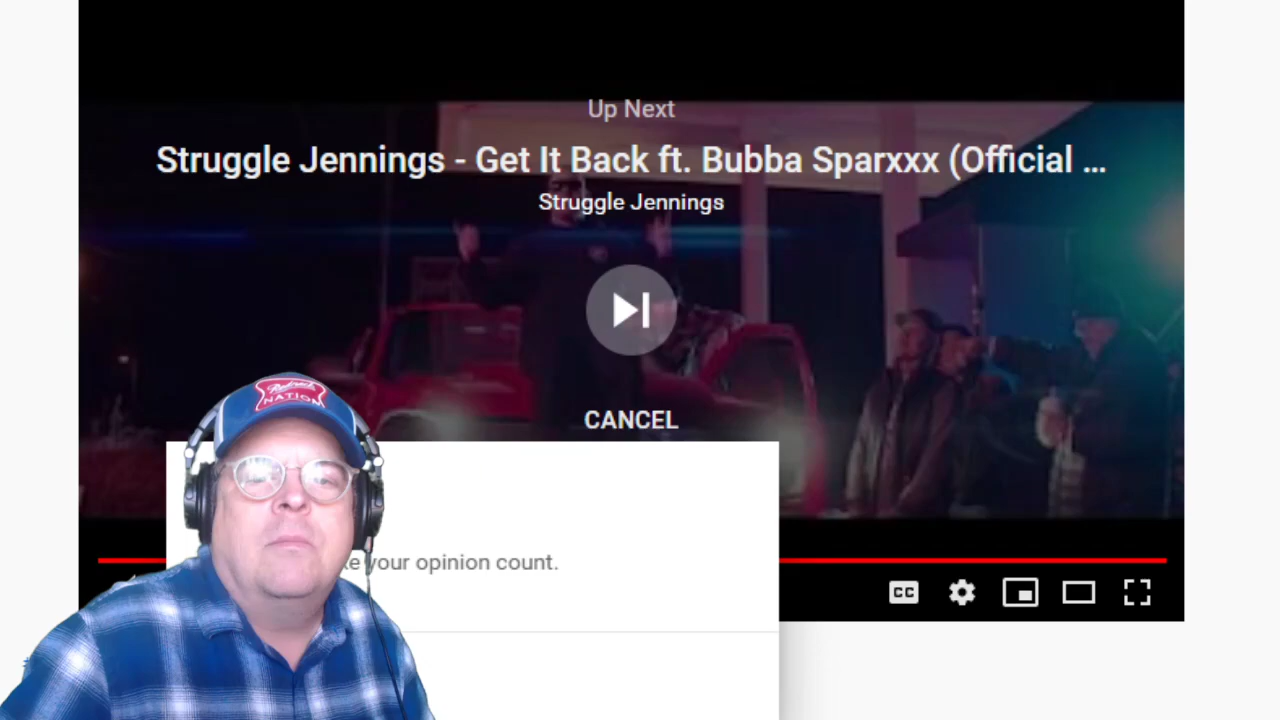 Up Next
Struggle Jennings - Get It Back ft. Bubba Sparxxx (Official ...
Struggle Jennings
CANCEL
NATION
your opinion count.
CC